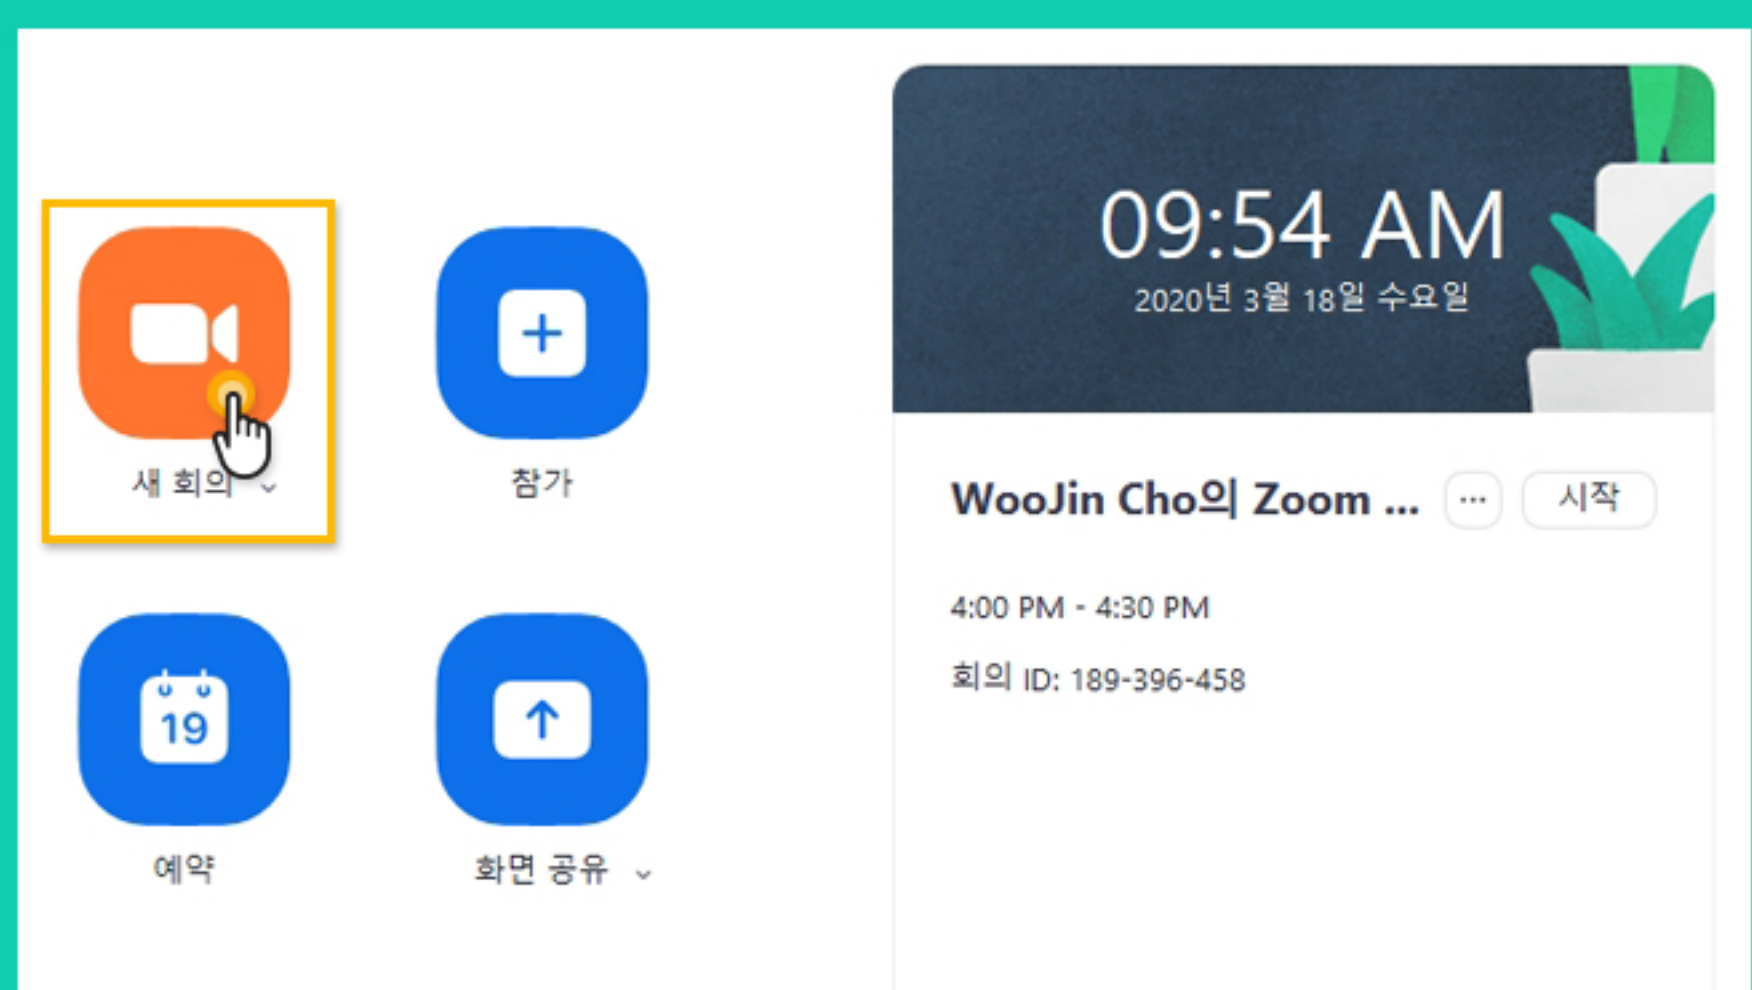 새 회의
참가
19
예약
화면 공유
09:54 AM
2020년 3월 18일 수요일
WooJin Cho의 Zoom ...
시작
4:00 PM - 4:30 PM
회의 ID: 189-396-458